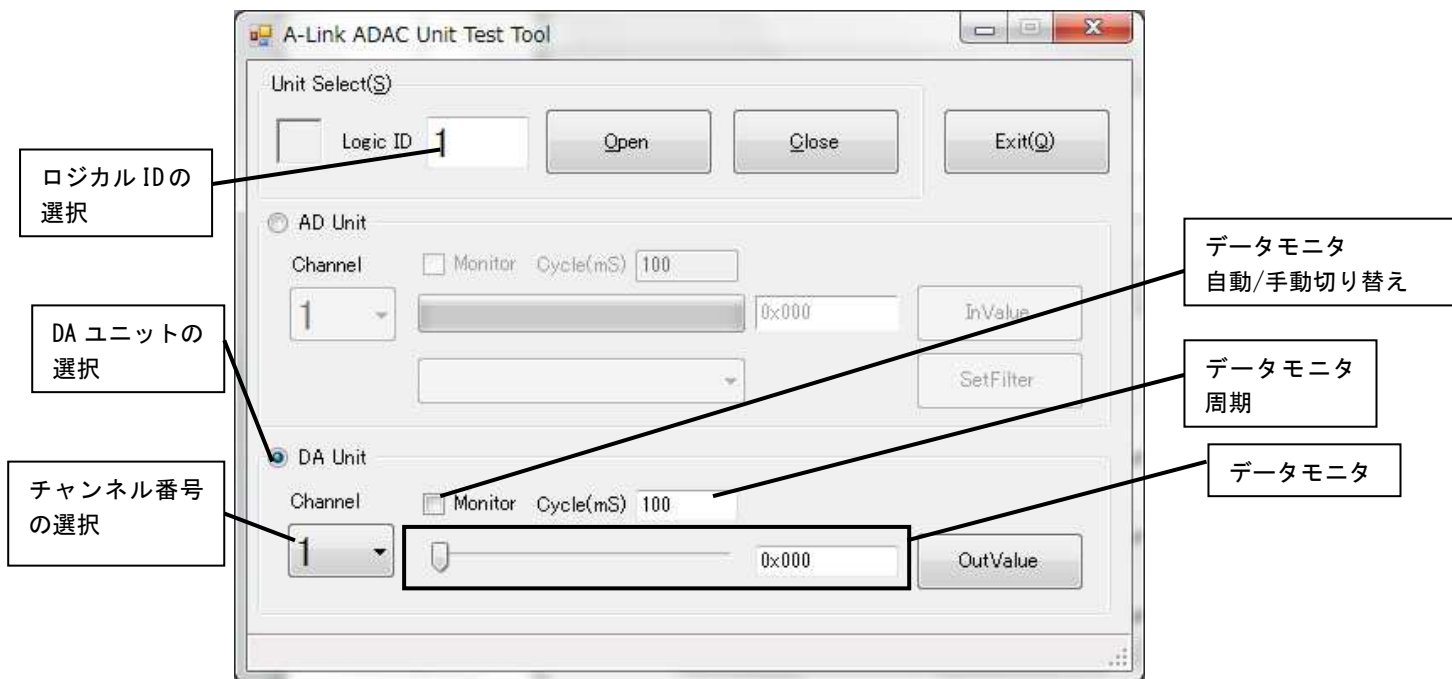 A-Link ADAC Unit Test Tool
Unit Select(S)
Logic ID
1
Open
Close
Exit(Q)
ロジカル IDの
選択
AD Unit
Channel
Monitor
Cycle(mS)
100
1
0x000
InValue
SetFilter
データモニタ
自動/手動切り替え
DA ユニットの
選択
データモニタ
周期
DA Unit
データモニタ
チャンネル番号
の選択
Channel
Monitor
Cycle(mS)
100
1
0x000
OutValue